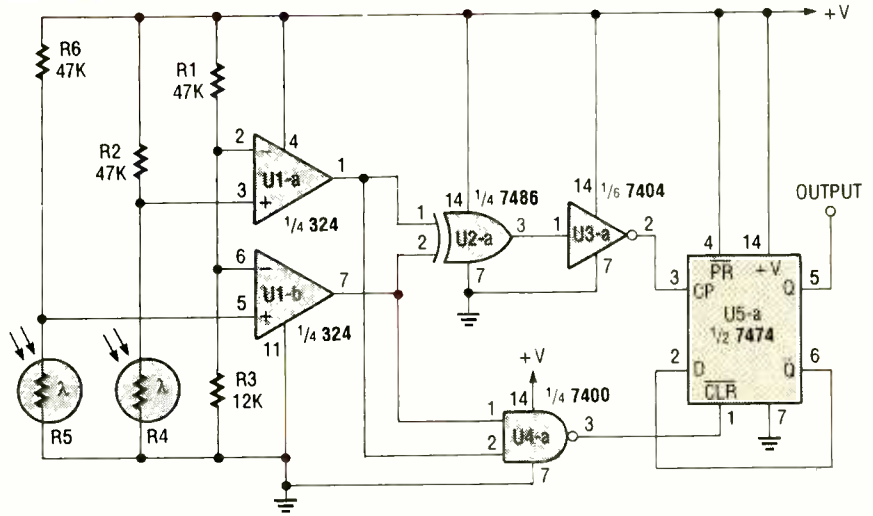 +V
R6
47K
R1
47K
R2
47K
2
−
4
U1-a
1
3
+
1/4 324
6
−
U1-b
7
5
+
11
1/4 324
R3
12K
λ
R5
λ
R4
1
14
1/4 7486
2
U2-a
3
7
14
1/6 7404
1
U3-a
2
7
+V
14
1/4 7400
1
U4-a
3
2
7
OUTPUT
4
14
PR
+V
3
CP
Q
5
U5-a
1/2 7474
2
D
Q
6
CLR
1
7